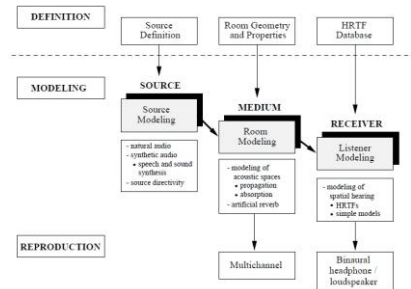 DEFINITION
Source
Definition
Room Geometry
and Properties
HRTF
Database
MODELING
SOURCE
Source
Modeling
- natural audio
- synthetic audio
• speech and sound
synthesis
- source directivity
MEDIUM
Room
Modeling
- modeling of
acoustic spaces
• propagation
• absorption
- artificial reverb
RECEIVER
Listener
Modeling
- modeling of
spatial hearing
• HRTFs
• simple models
REPRODUCTION
Multichannel
Binaural
headphone /
loudspeaker